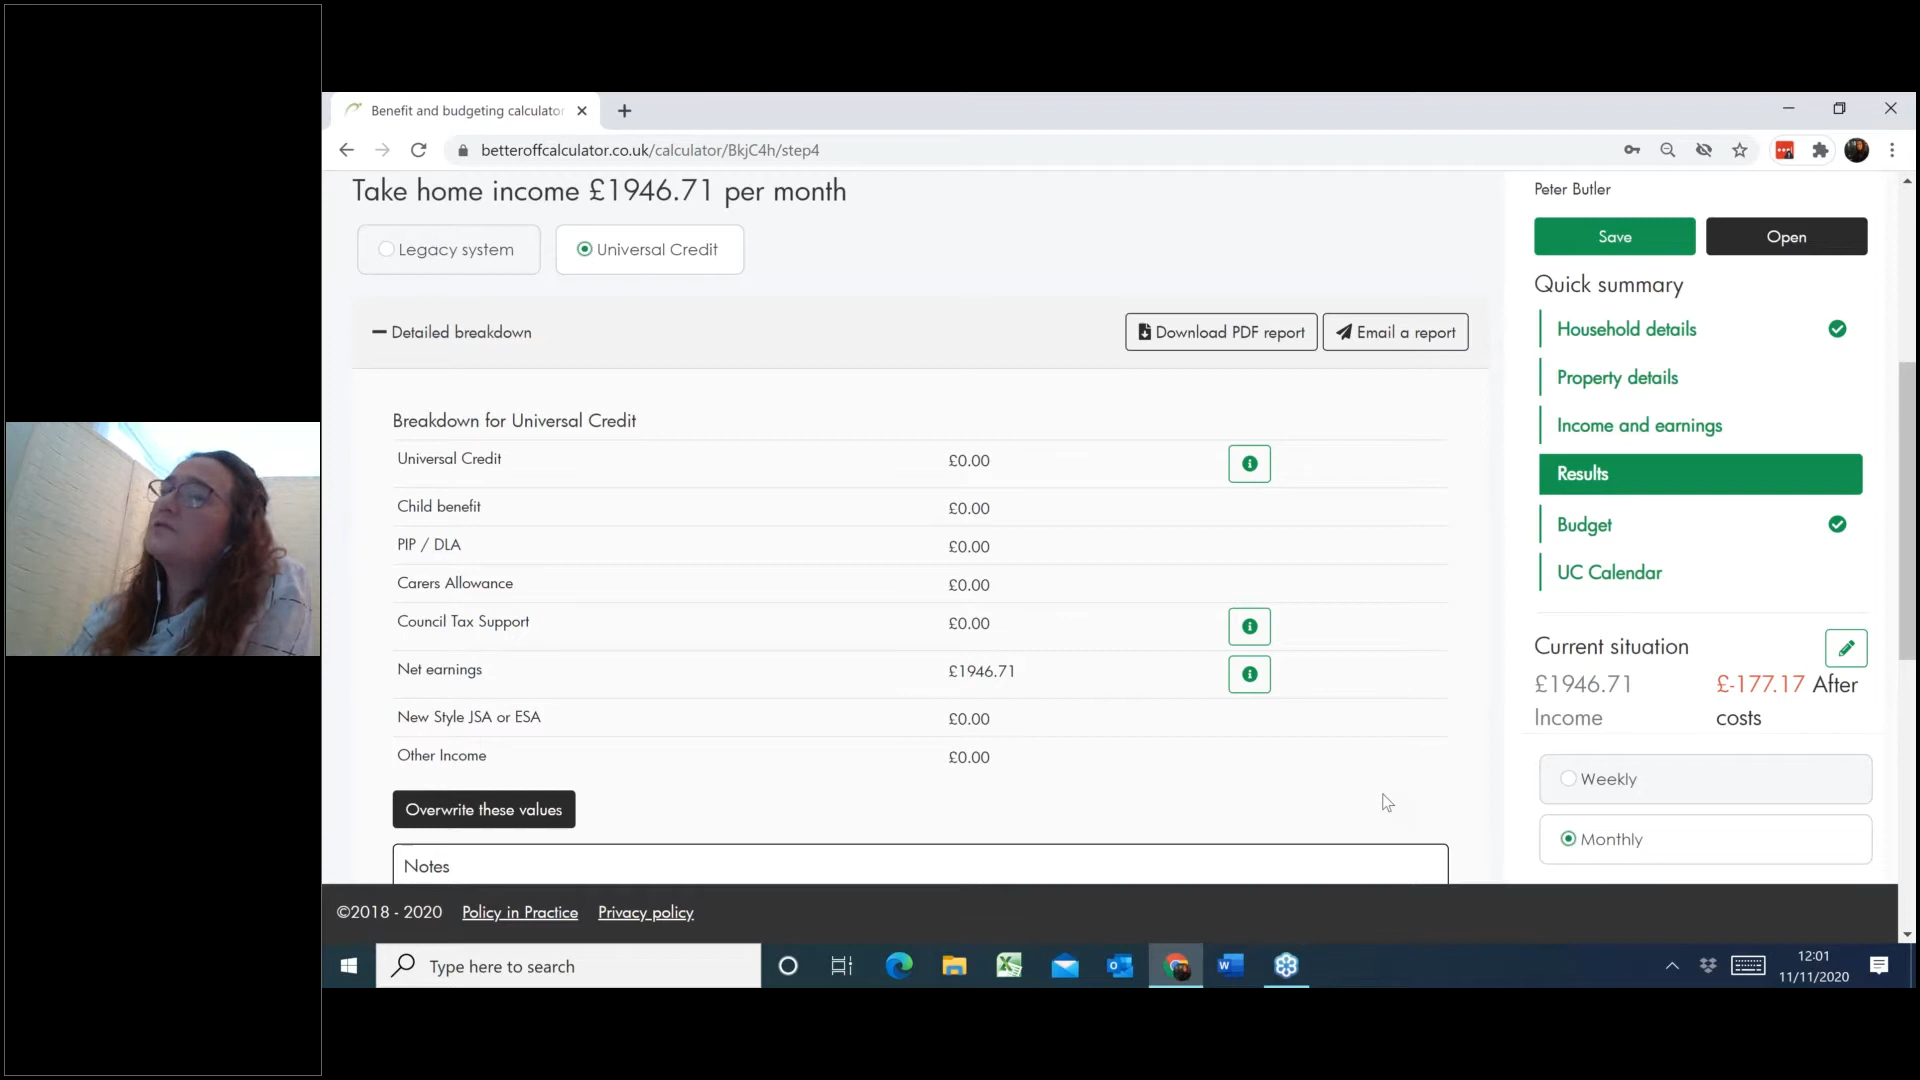 Benefit and budgeting calculator
betteroffcalculator.co.uk/calculator/BkjC4h/step4
Take home income £1946.71 per month
Legacy system
Universal Credit
Detailed breakdown
Download PDF report
Email a report
Breakdown for Universal Credit
Universal Credit £0.00
Child benefit £0.00
PIP / DLA £0.00
Carers Allowance £0.00
Council Tax Support £0.00
Net earnings £1946.71
New Style JSA or ESA £0.00
Other Income £0.00
Overwrite these values
Notes
Peter Butler
Save
Open
Quick summary
Household details
Property details
Income and earnings
Results
Budget
UC Calendar
Current situation
£1946.71 £-177.17 After
Income costs
Weekly
Monthly
©2018 - 2020 Policy in Practice Privacy policy
Type here to search
12:01
11/11/2020